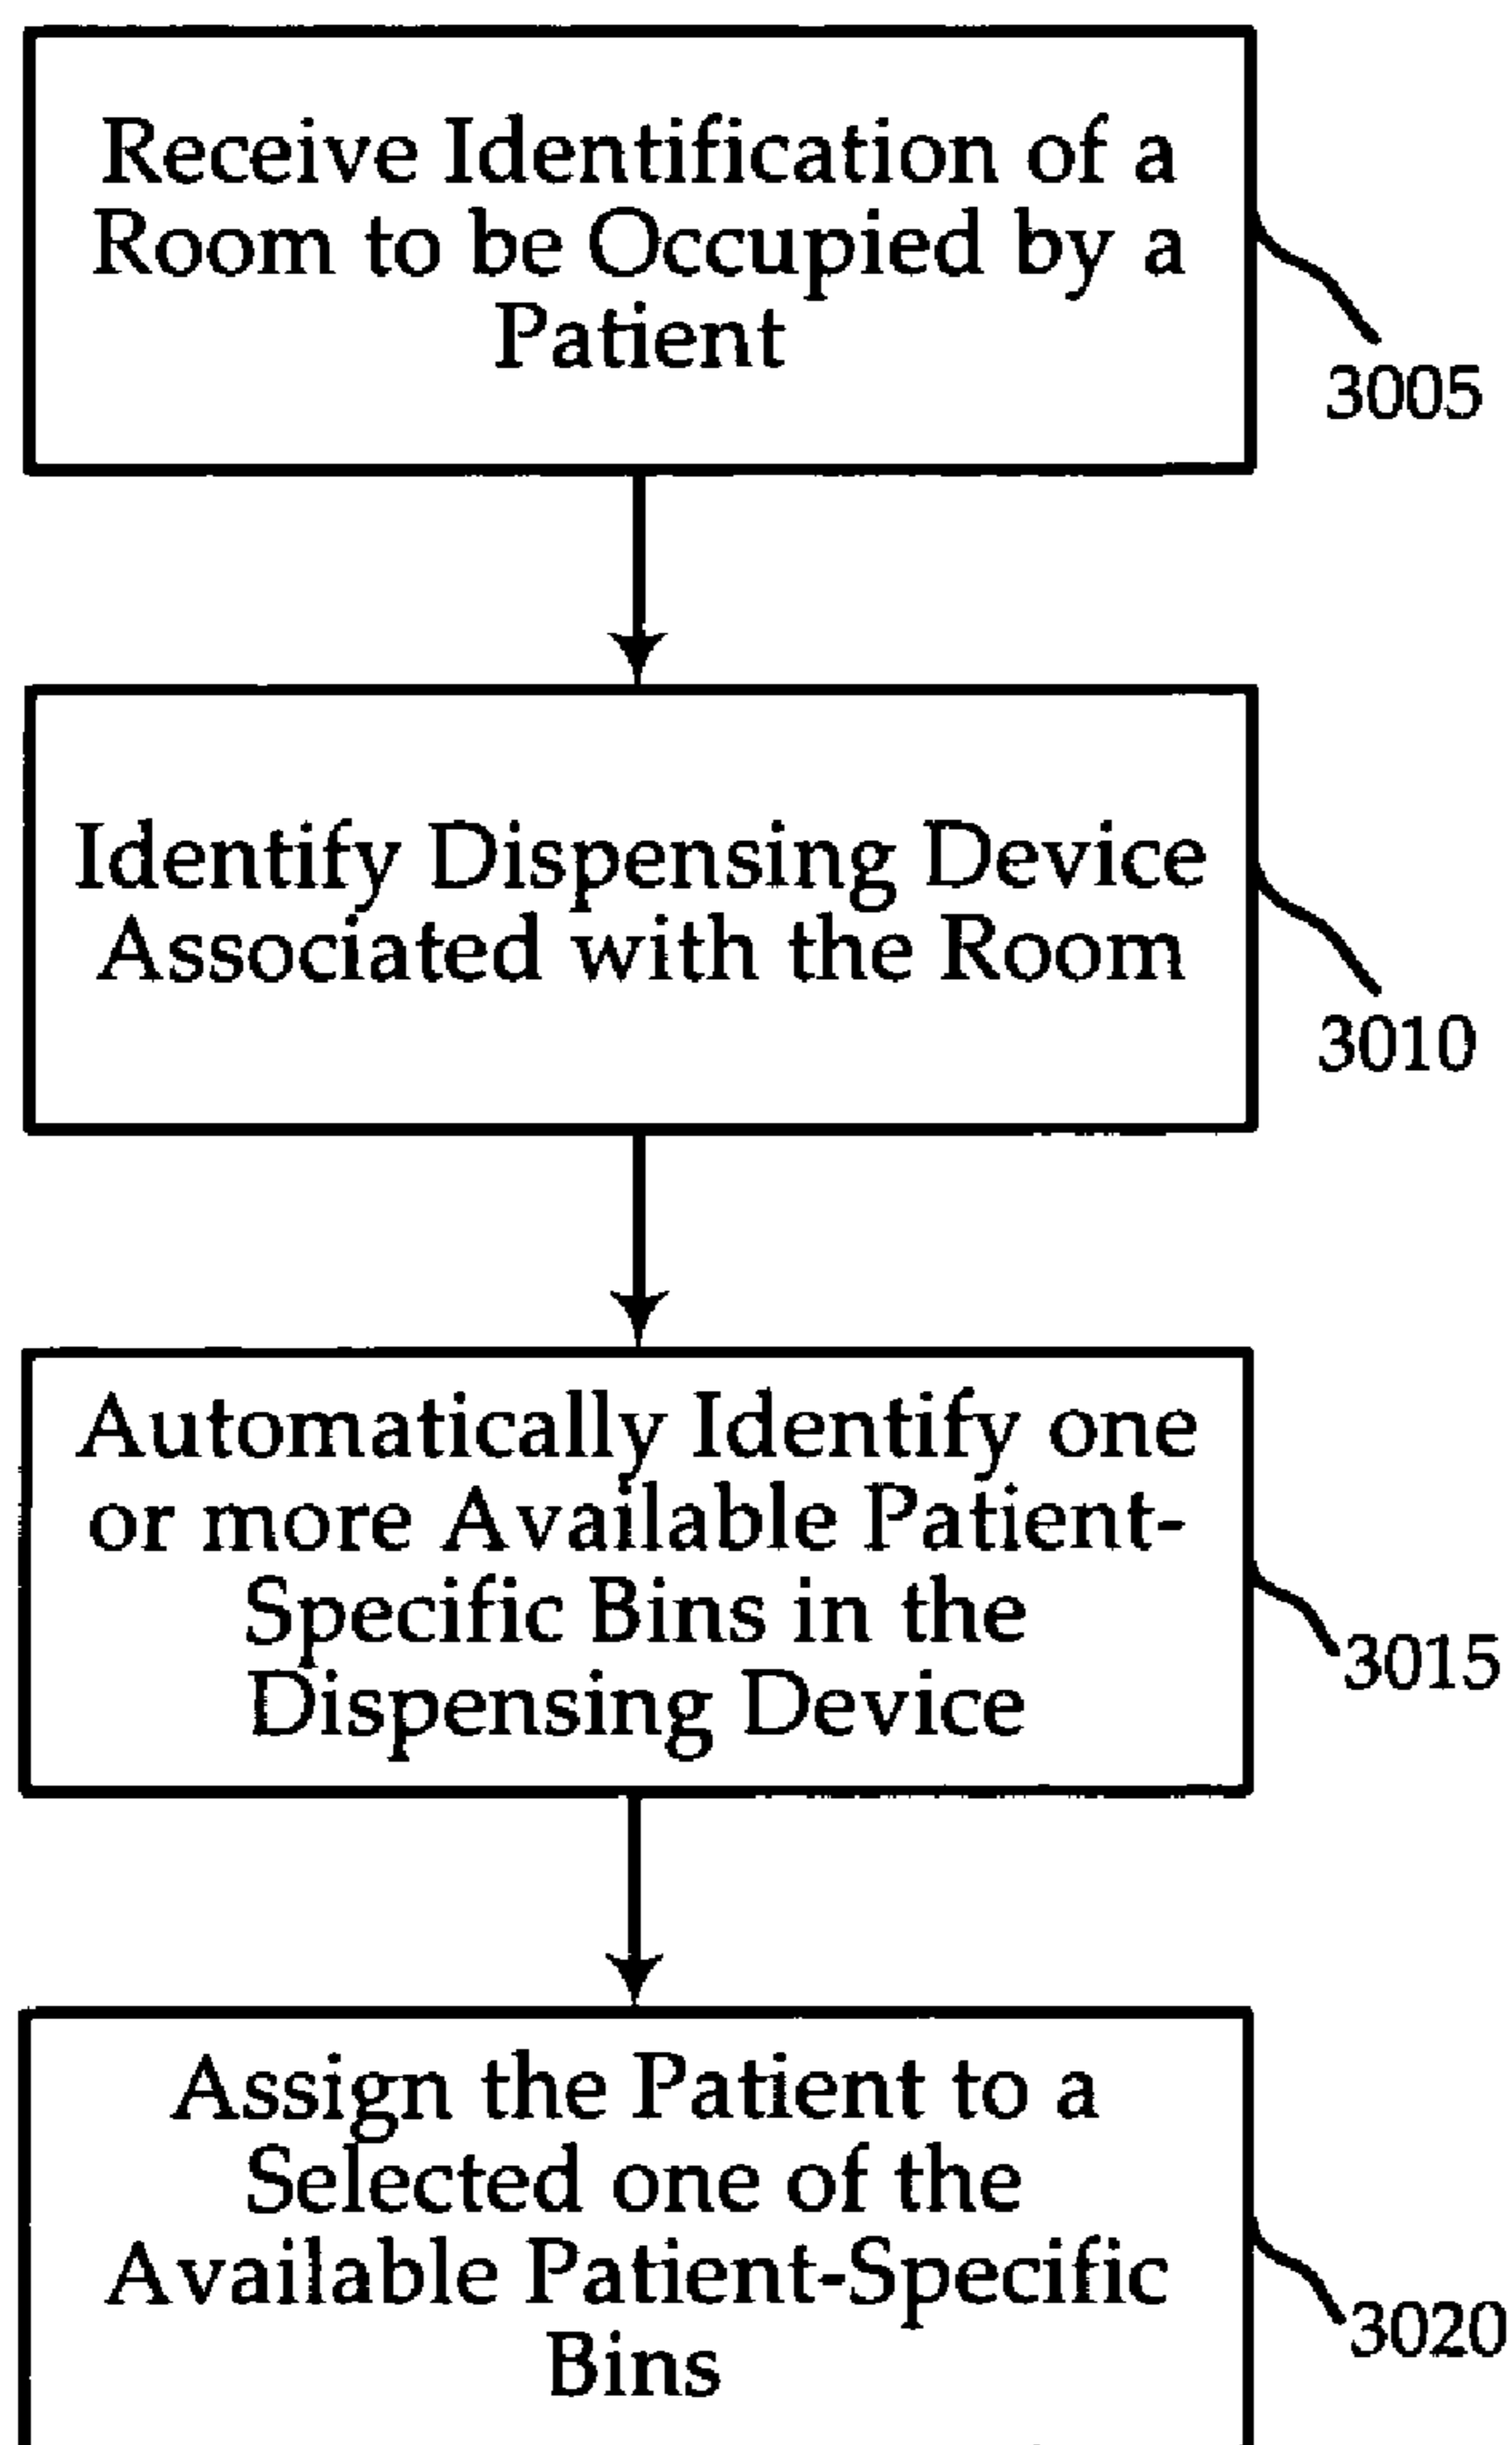 Receive Identification of a
Room to be Occupied by a
Patient
3005
Identify Dispensing Device
Associated with the Room
3010
Automatically Identify one
or more Available Patient-
Specific Bins in the
Dispensing Device
3015
Assign the Patient to a
Selected one of the
Available Patient-Specific
Bins
3020